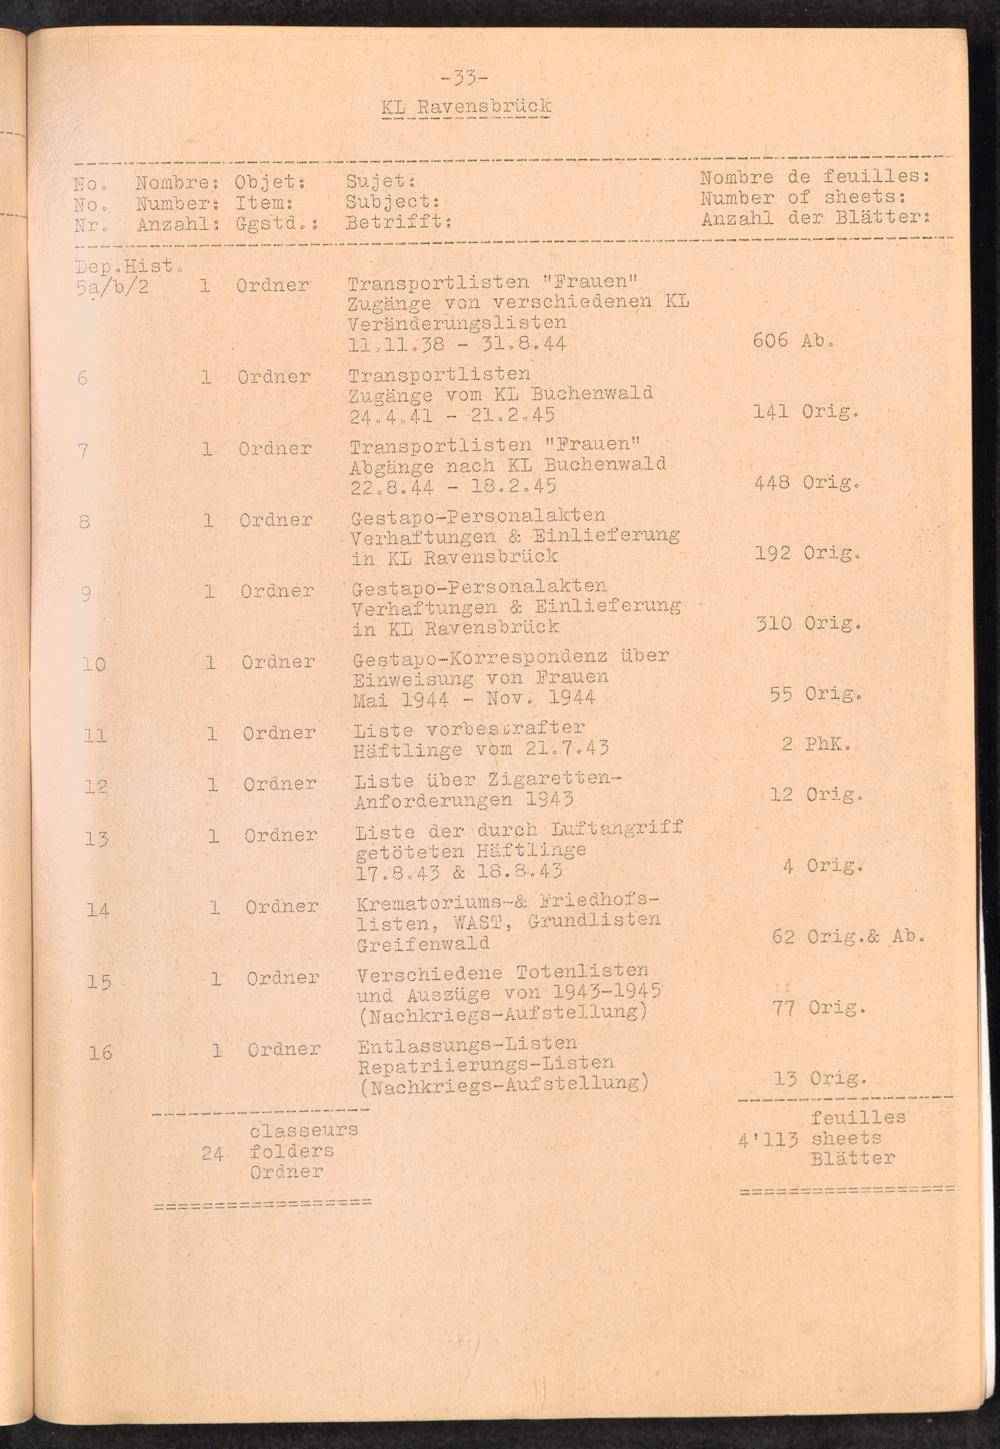 -33-
KL Ravensbrück
No. Nombre: Objet: Sujet: Nombre de feuilles:
No. Number: Item: Subject: Number of sheets:
Nr. Anzahl: Ggstd.: Betrifft: Anzahl der Blätter:
Dep.Hist.
5a/b/2 1 Ordner Transportlisten "Frauen"
Zugänge von verschiedenen KL
Veränderungslisten
11.11.38 - 31.8.44 606 Ab.
6 1 Ordner Transportlisten
Zugänge vom KL Buchenwald
24.4.41 - 21.2.45 141 Orig.
7 1 Ordner Transportlisten "Frauen"
Abgänge nach KL Buchenwald
22.8.44 - 18.2.45 448 Orig.
8 1 Ordner Gestapo-Personalakten
Verhaftungen & Einlieferung
in KL Ravensbrück 192 Orig.
9 1 Ordner Gestapo-Personalakten
Verhaftungen & Einlieferung
in KL Ravensbrück 310 Orig.
10 1 Ordner Gestapo-Korrespondenz über
Einweisung von Frauen
Mai 1944 - Nov. 1944 55 Orig.
11 1 Ordner Liste vorbestrafter
Häftlinge vom 21.7.43 2 PhK.
12 1 Ordner Liste über Zigaretten-
Anforderungen 1943 12 Orig.
13 1 Ordner Liste der durch Luftangriff
getöteten Häftlinge
17.8.43 & 18.8.43 4 Orig.
14 1 Ordner Krematoriums-& Friedhofs-
listen, WAST, Grundlisten
Greifenwald 62 Orig.& Ab.
15 1 Ordner Verschiedene Totenlisten
und Auszüge von 1943-1945
(Nachkriegs-Aufstellung) 77 Orig.
16 1 Ordner Entlassungs-Listen
Repatriierungs-Listen
(Nachkriegs-Aufstellung) 13 Orig.
classeurs feuilles
24 folders 4'113 sheets
Ordner Blätter